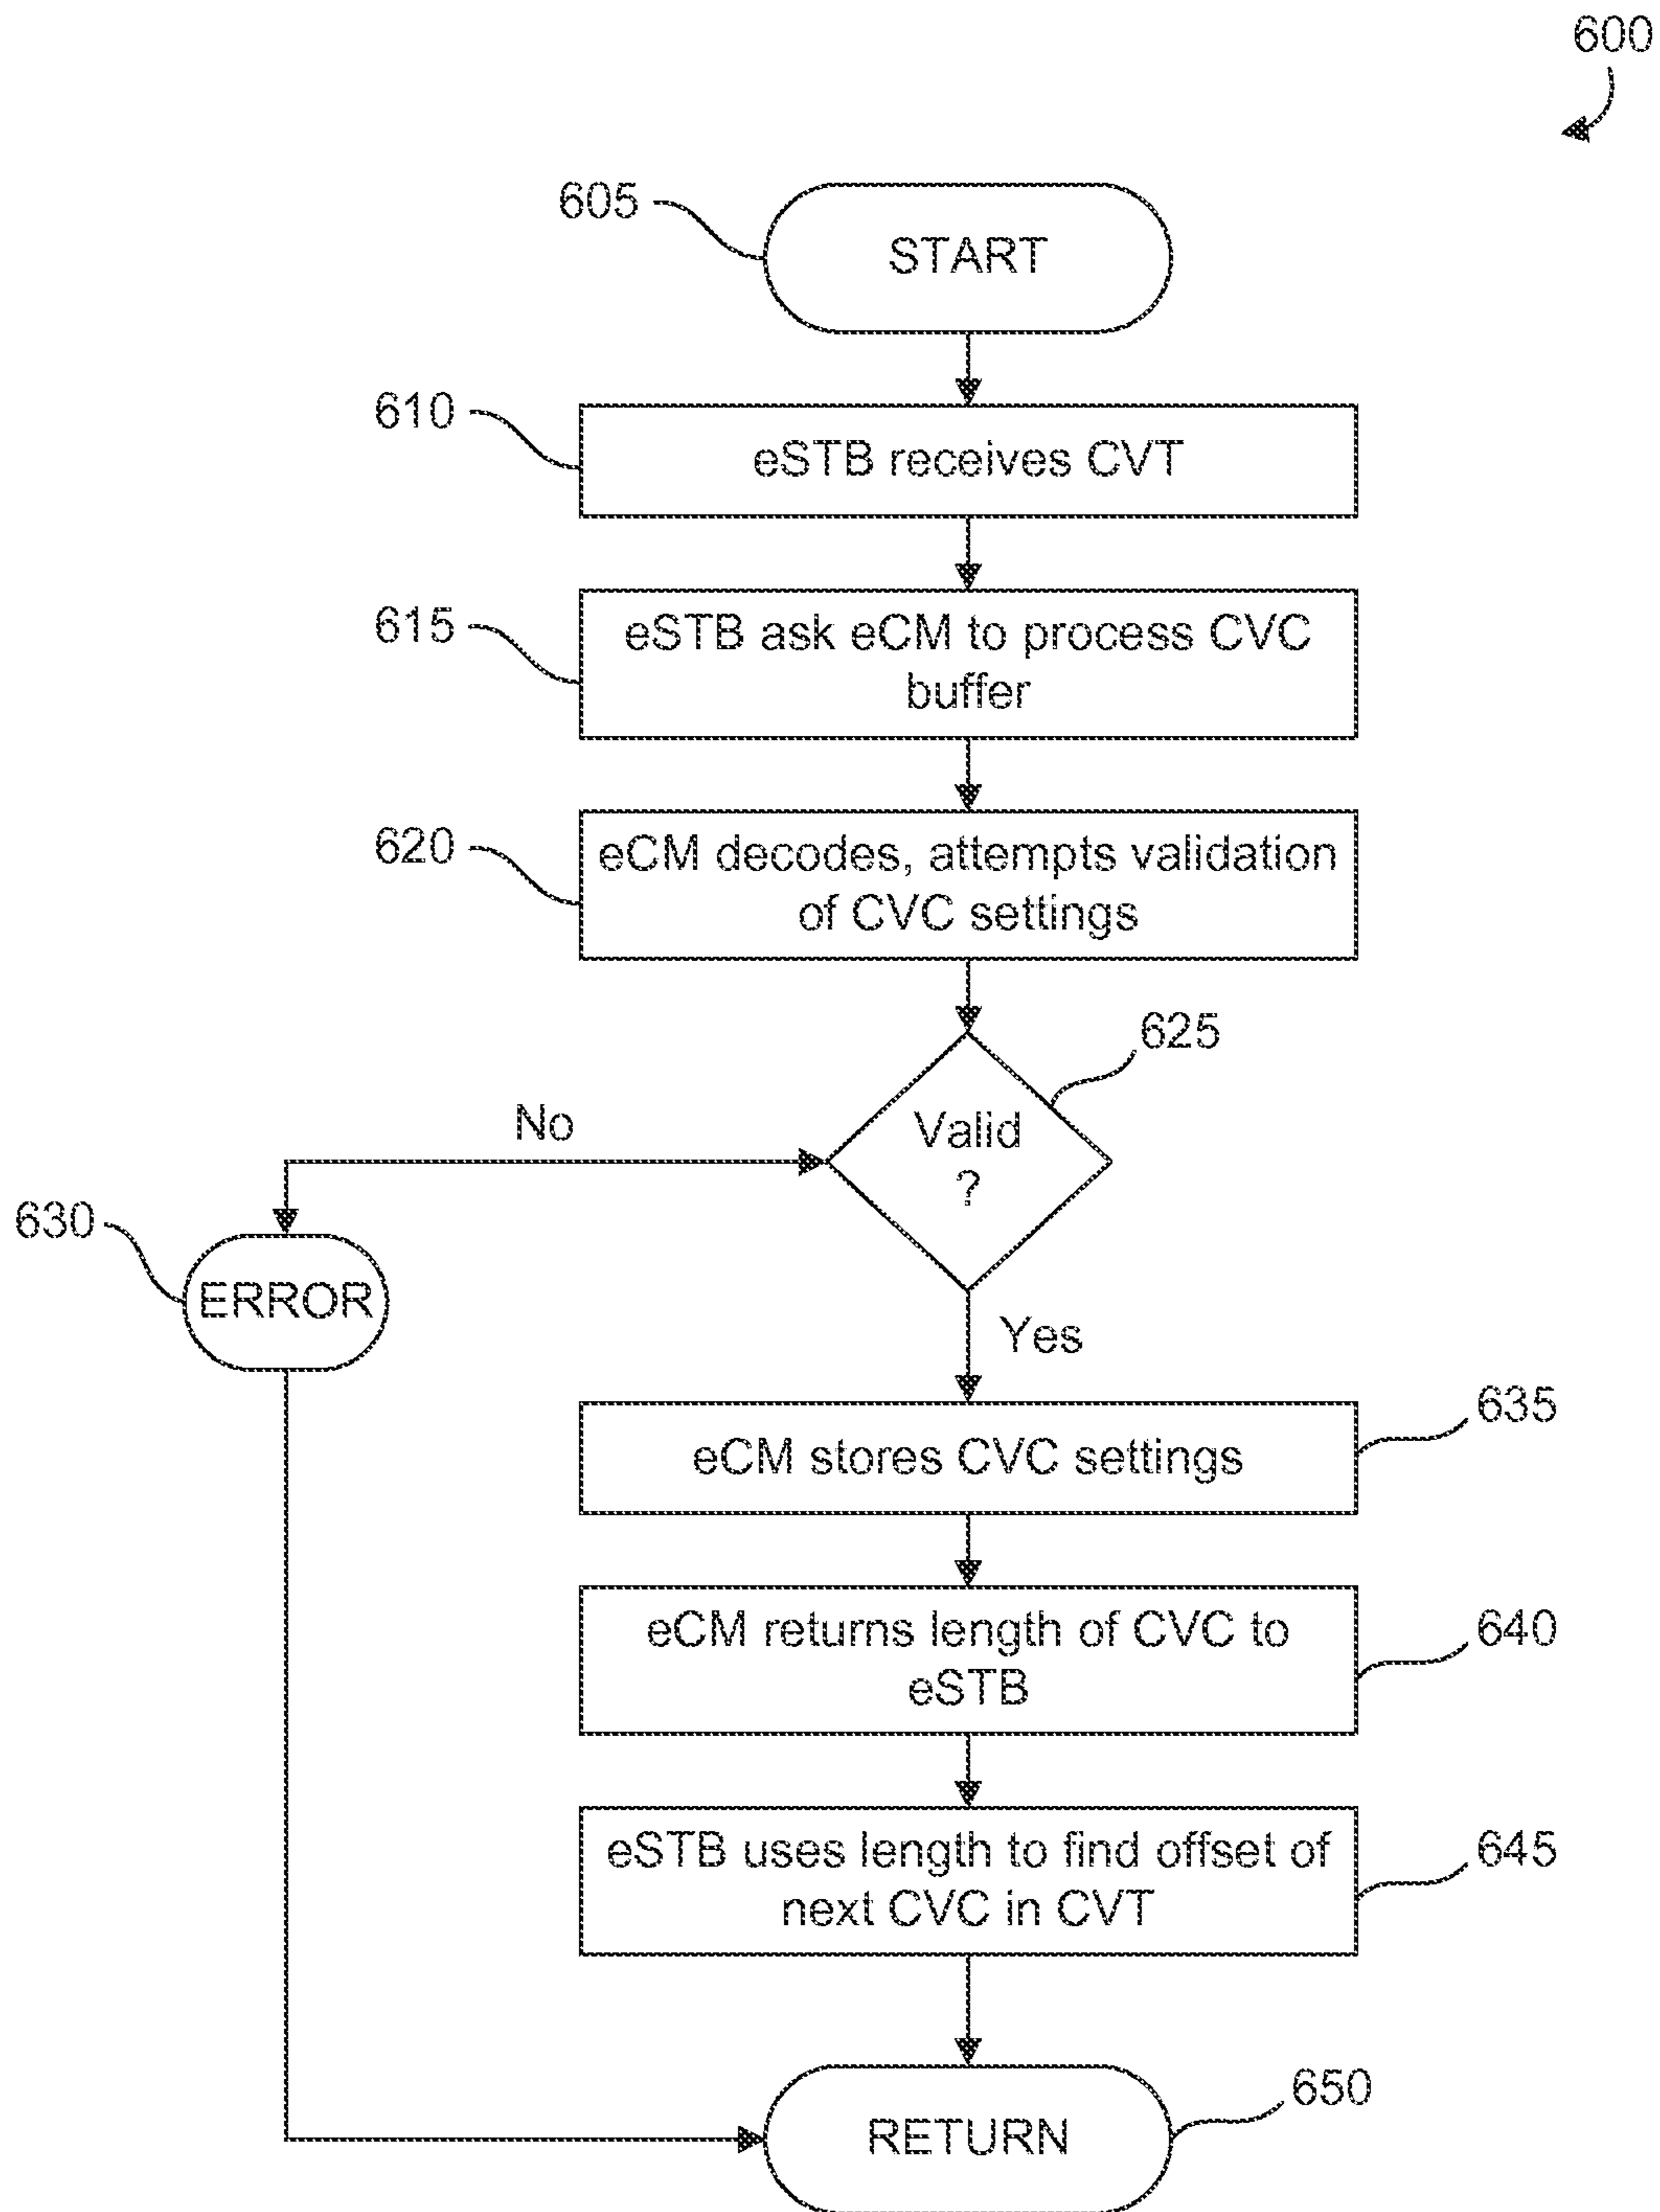 600
605
START
610
eSTB receives CVT
615
eSTB ask eCM to process CVC
buffer
620
eCM decodes, attempts validation
of CVC settings
625
Valid
?
No
630
ERROR
Yes
635
eCM stores CVC settings
640
eCM returns length of CVC to
eSTB
645
eSTB uses length to find offset of
next CVC in CVT
650
RETURN